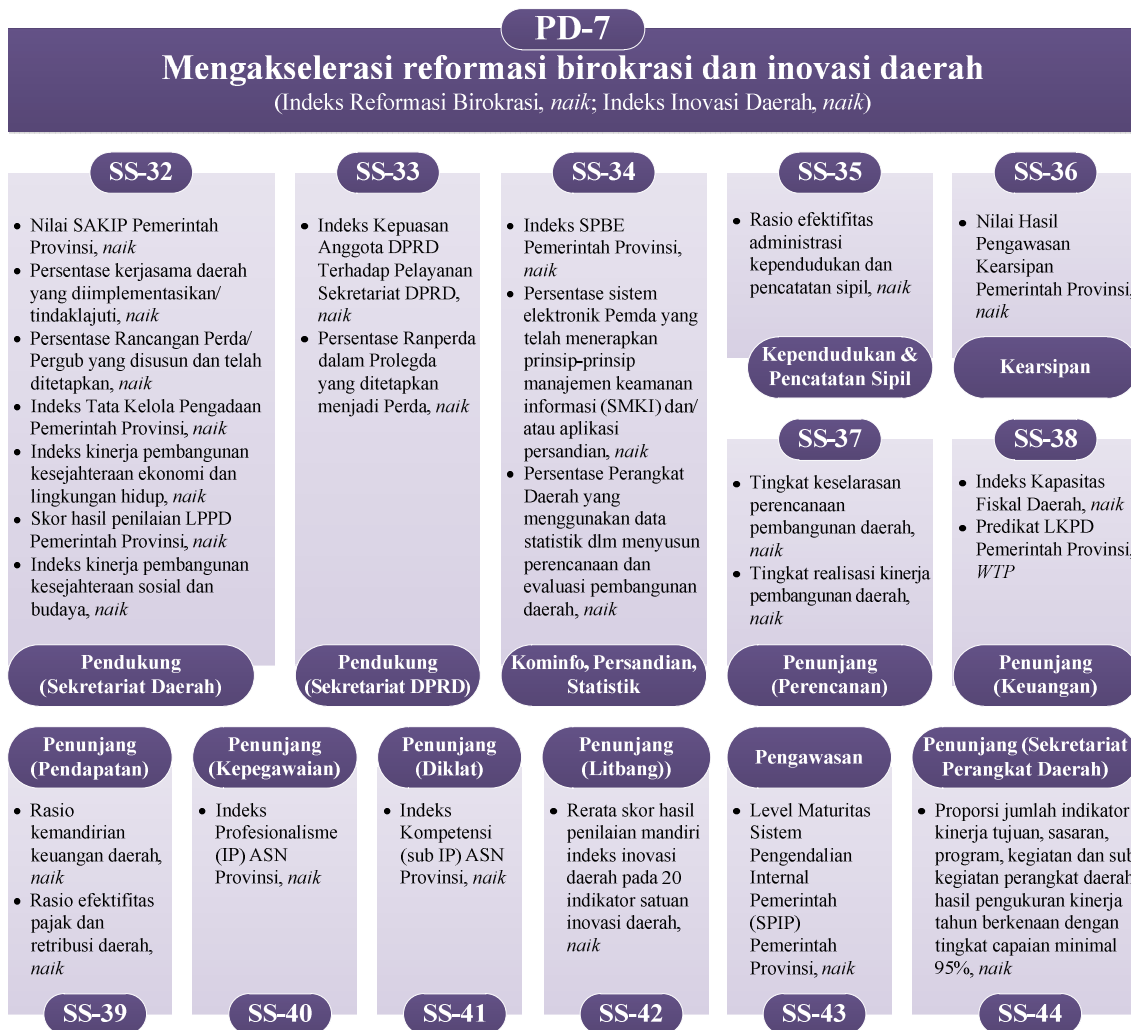 PD-7
Mengakselerasi reformasi birokrasi dan inovasi daerah
(Indeks Reformasi Birokrasi, naik; Indeks Inovasi Daerah, naik)
SS-32
• Nilai SAKIP Pemerintah
Provinsi, naik
• Persentase kerjasama daerah
yang diimplementasikan/
tindaklajuti, naik
• Persentase Rancangan Perda/
Pergub yang disusun dan telah
ditetapkan, naik
• Indeks Tata Kelola Pengadaan
Pemerintah Provinsi, naik
• Indeks kinerja pembangunan
kesejahteraan ekonomi dan
lingkungan hidup, naik
• Skor hasil penilaian LPPD
Pemerintah Provinsi, naik
• Indeks kinerja pembangunan
kesejahteraan sosial dan
budaya, naik
Pendukung
(Sekretariat Daerah)
SS-33
• Indeks Kepuasan
Anggota DPRD
Terhadap Pelayanan
Sekretariat DPRD,
naik
• Persentase Ranperda
dalam Prolegda
yang ditetapkan
menjadi Perda, naik
Pendukung
(Sekretariat DPRD)
SS-34
• Indeks SPBE
Pemerintah Provinsi,
naik
• Persentase sistem
elektronik Pemda yang
telah menerapkan
prinsip-prinsip
manajemen keamanan
informasi (SMKI) dan/
atau aplikasi
persandian, naik
• Persentase Perangkat
Daerah yang
menggunakan data
statistik dlm menyusun
perencanaan dan
evaluasi pembangunan
daerah, naik
Kominfo, Persandian,
Statistik
SS-35
• Rasio efektifitas
administrasi
kependudukan dan
pencatatan sipil, naik
Kependudukan &
Pencatatan Sipil
SS-36
• Nilai Hasil
Pengawasan
Kearsipan
Pemerintah Provinsi,
naik
Kearsipan
SS-37
• Tingkat keselarasan
perencanaan
pembangunan daerah,
naik
• Tingkat realisasi kinerja
pembangunan daerah,
naik
Penunjang
(Perencanan)
SS-38
• Indeks Kapasitas
Fiskal Daerah, naik
• Predikat LKPD
Pemerintah Provinsi,
WTP
Penunjang
(Keuangan)
Penunjang
(Pendapatan)
• Rasio
kemandirian
keuangan daerah,
naik
• Rasio efektifitas
pajak dan
retribusi daerah,
naik
SS-39
Penunjang
(Kepegawaian)
• Indeks
Profesionalisme
(IP) ASN
Provinsi, naik
SS-40
Penunjang
(Diklat)
• Indeks
Kompetensi
(sub IP) ASN
Provinsi, naik
SS-41
Penunjang
(Litbang))
• Rerata skor hasil
penilaian mandiri
indeks inovasi
daerah pada 20
indikator satuan
inovasi daerah,
naik
SS-42
Pengawasan
• Level Maturitas
Sistem
Pengendalian
Internal
Pemerintah
(SPIP)
Pemerintah
Provinsi, naik
SS-43
Penunjang (Sekretariat
Perangkat Daerah)
• Proporsi jumlah indikator
kinerja tujuan, sasaran,
program, kegiatan dan sub
kegiatan perangkat daerah
hasil pengukuran kinerja
tahun berkenaan dengan
tingkat capaian minimal
95%, naik
SS-44